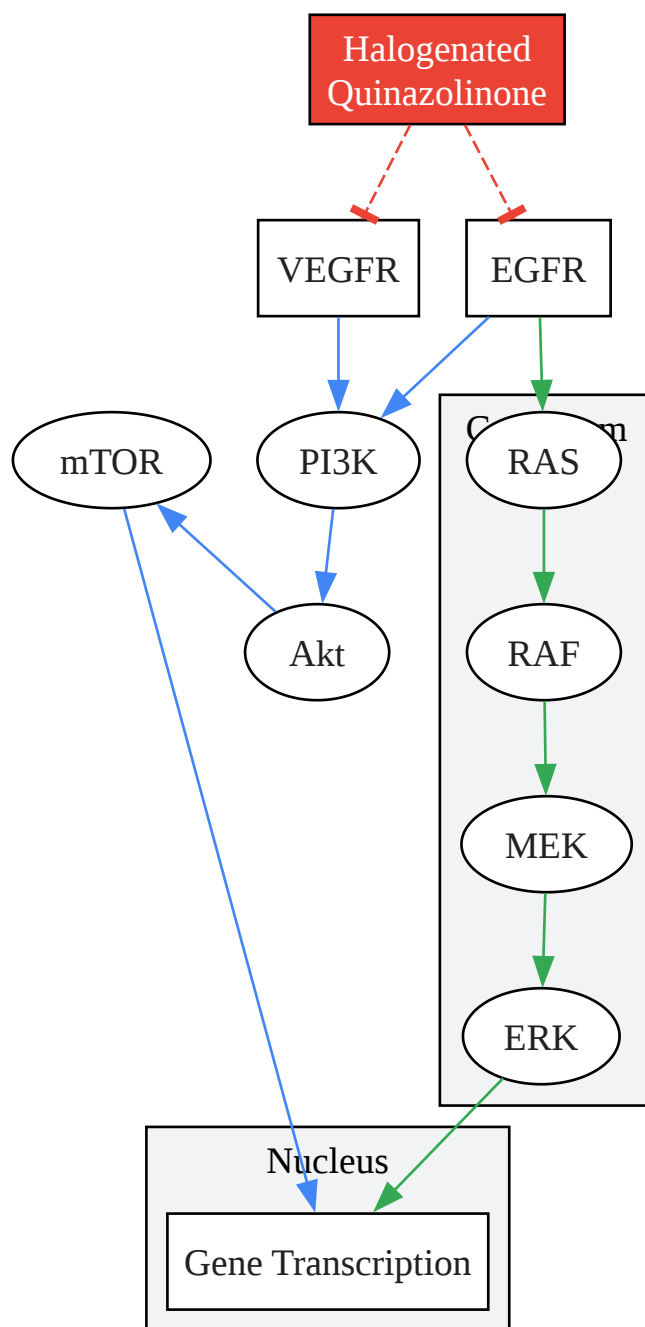 Halogenated
Quinazolinone
VEGFR
EGFR
mTOR
PI3K
RAS
Akt
RAF
MEK
ERK
Nucleus
Gene Transcription